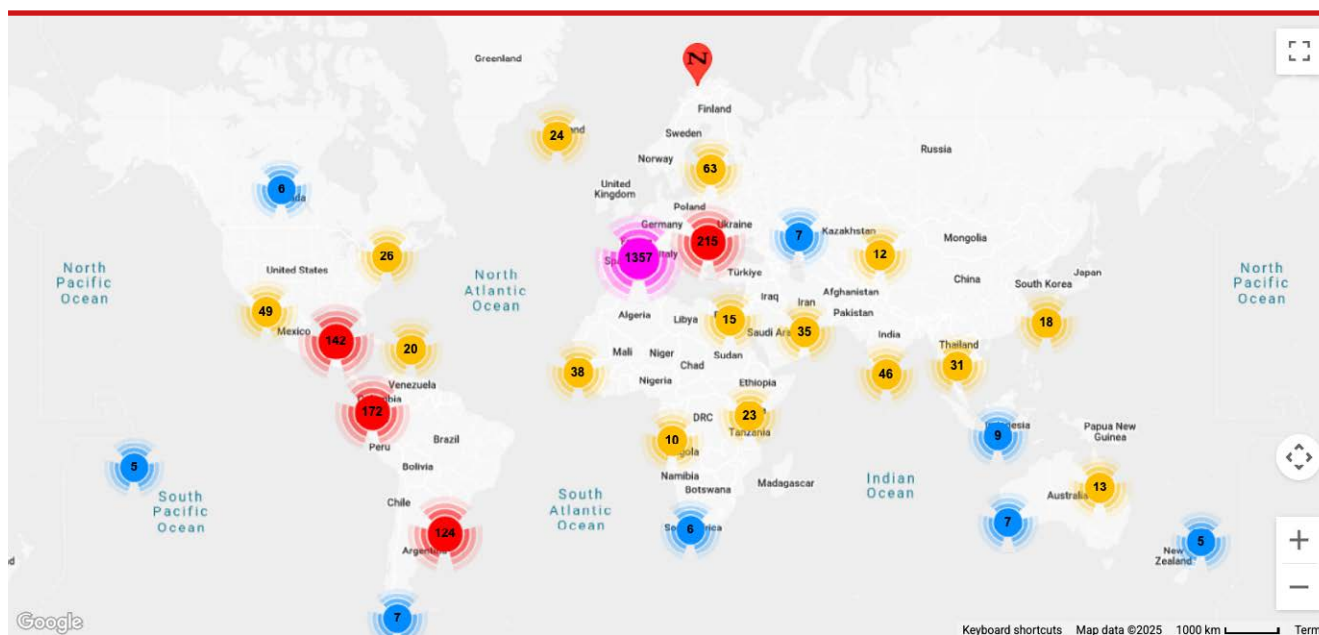 Greenland
N
Finland
24
Sweden
Russia
Norway
63
United
Kingdom
6
Poland
Germany
Ukraine
215
7
Kazakhstan
Mongolia
26
1357
12
United States
Türkiye
China
Japan
South Korea
North
Pacific
Ocean
North
Atlantic
Ocean
North
Pacific
Ocean
Iraq
Iran
Afghanistan
Pakistan
49
Mexico
Algeria
Libya
15
35
India
18
142
20
Mali
Niger
Chad
Sudan
Thailand
Venezuela
38
Nigeria
Ethiopia
46
31
172
DRC
23
Tanzania
Peru
Brazil
10
9
Papua New
Guinea
5
Bolivia
Namibia
Botswana
Madagascar
Indian
Ocean
13
Australia
South
Pacific
Ocean
Chile
South
Atlantic
Ocean
124
6
7
5
New
Zealand
7
Google
Keyboard shortcuts
Map data ©2025
1000 km